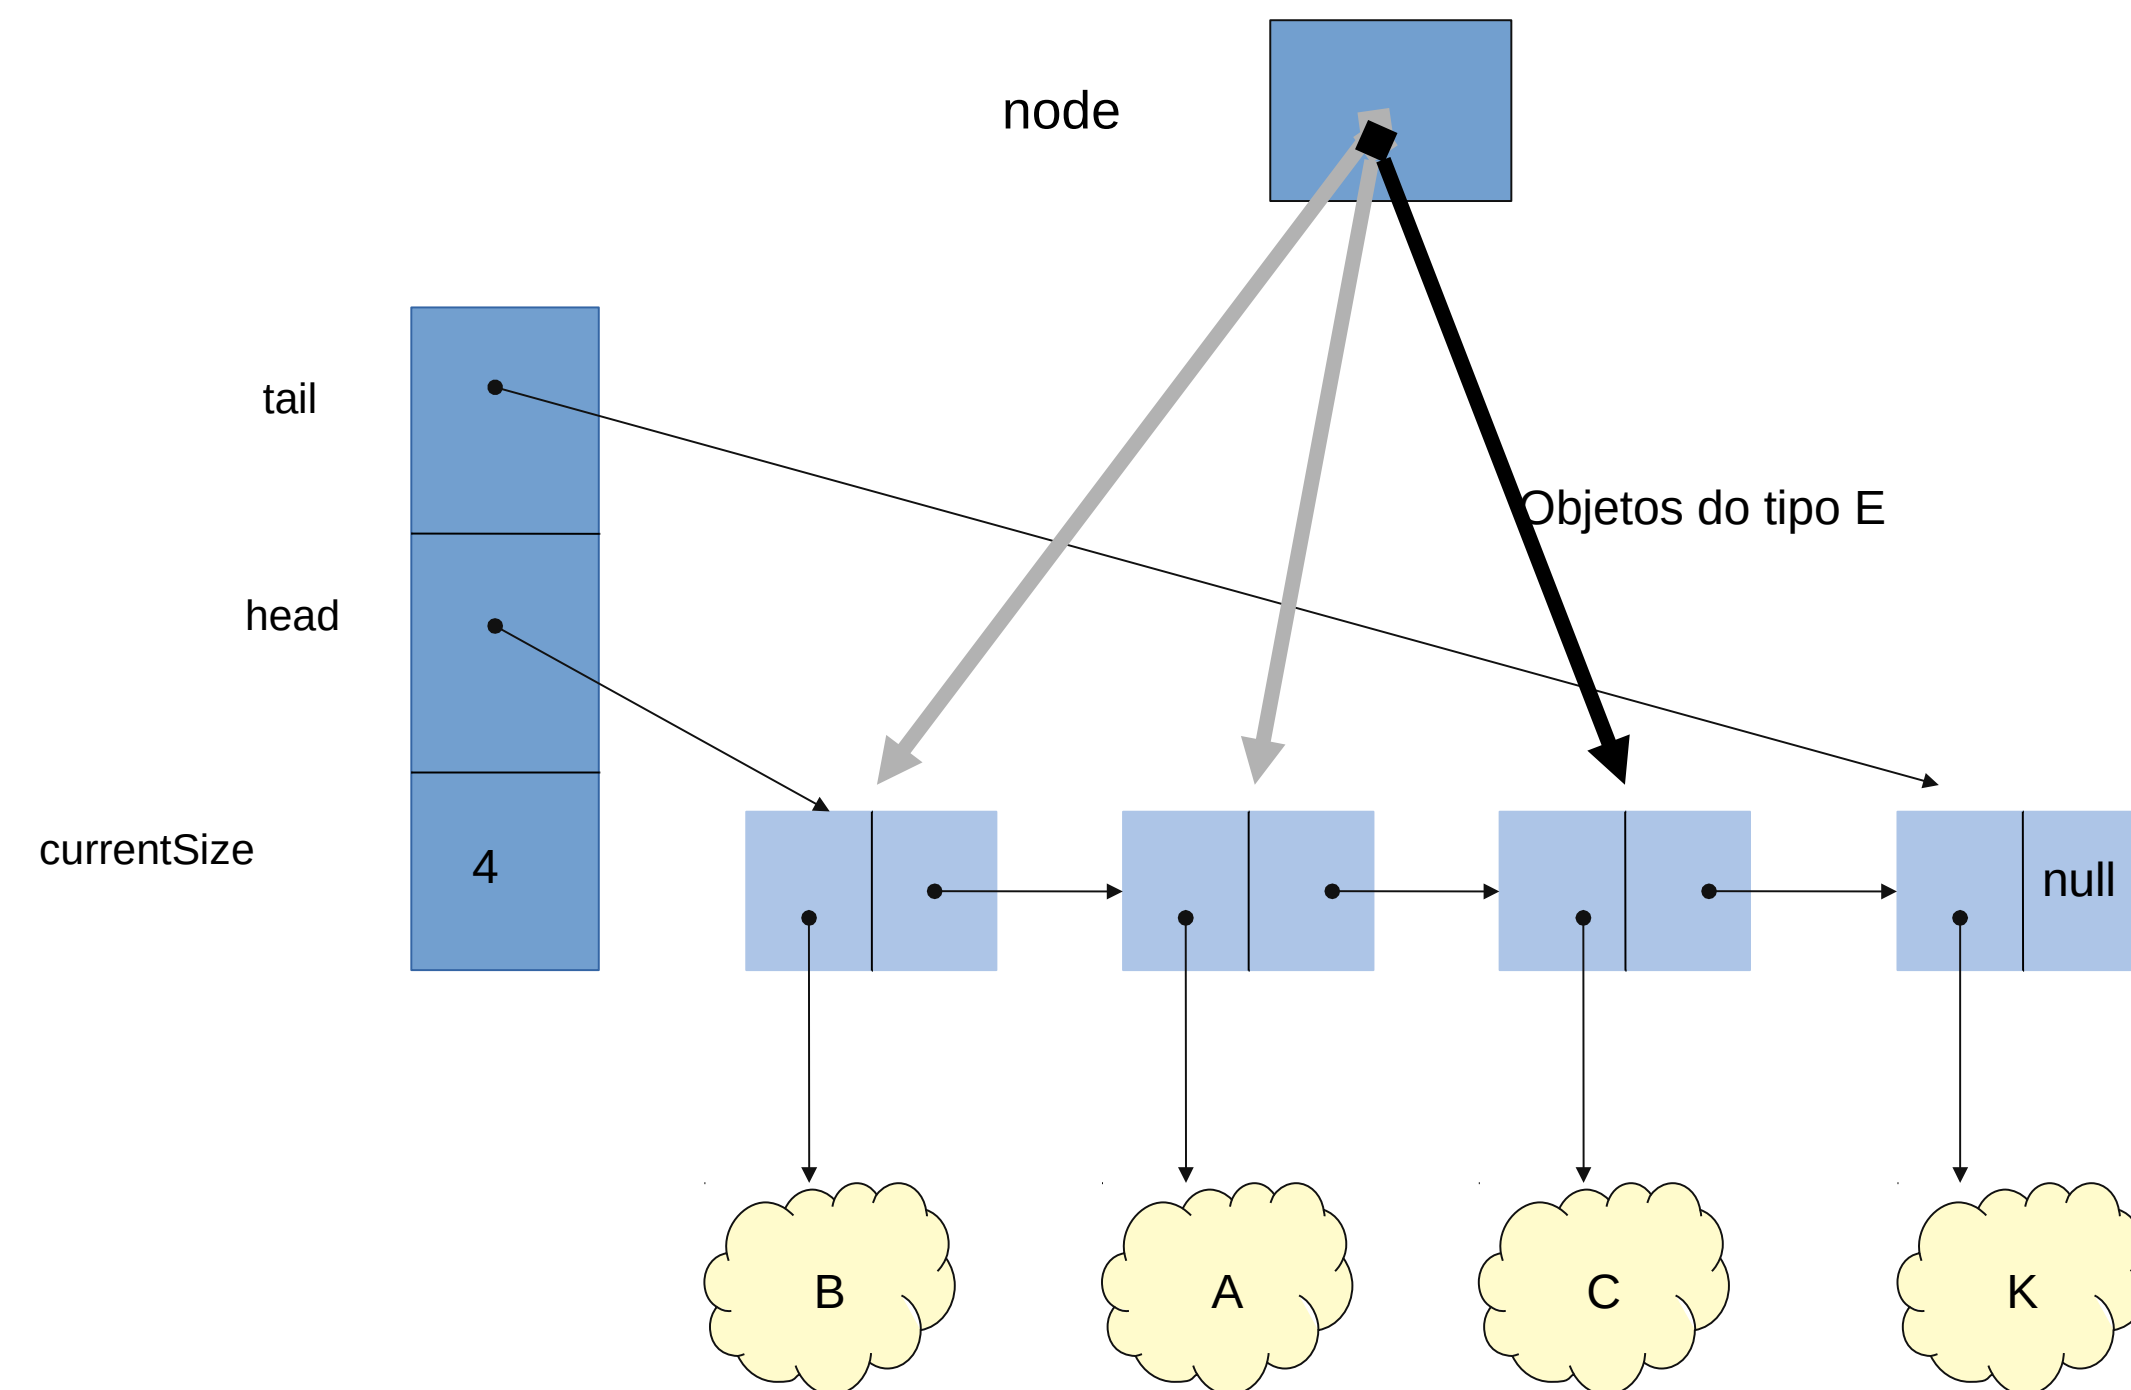 node
tail
Objetos do tipo E
head
currentSize
4
null
B
A
C
K